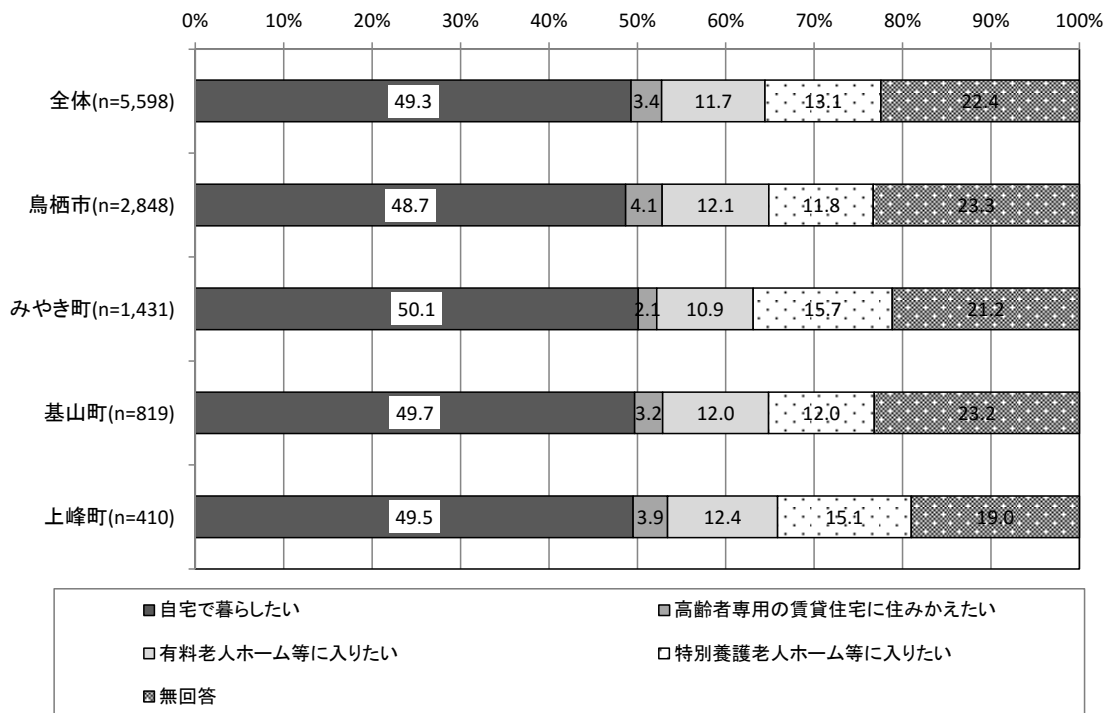 0% 10% 20% 30% 40% 50% 60% 70% 80% 90% 100%
全体(n=5,598) 49.3 3.4 11.7 13.1 22.4
鳥栖市(n=2,848) 48.7 4.1 12.1 11.8 23.3
みやき町(n=1,431) 50.1 2.1 10.9 15.7 21.2
基山町(n=819) 49.7 3.2 12.0 12.0 23.2
上峰町(n=410) 49.5 3.9 12.4 15.1 19.0
自宅で暮らしたい 高齢者専用の賃貸住宅に住みかえたい
有料老人ホーム等に入りたい 特別養護老人ホーム等に入りたい
無回答